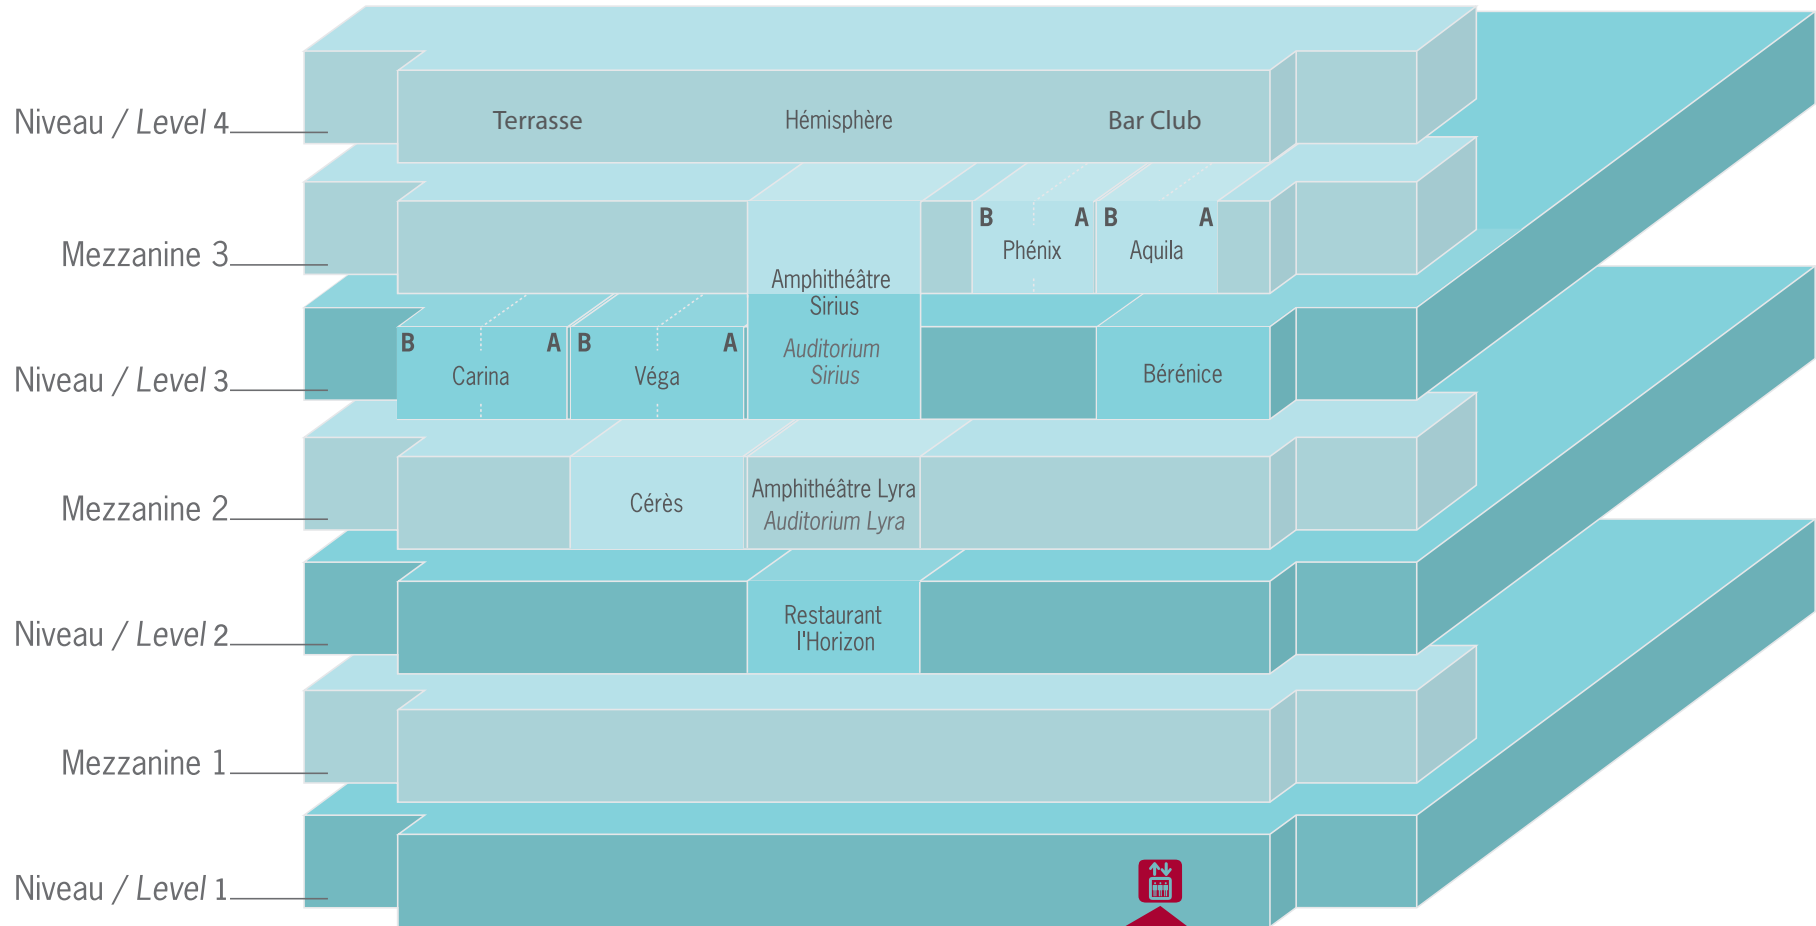 Niveau / Level 4
Terrasse
Hémisphère
Bar Club
Mezzanine 3
B
A
Phénix
B
A
Aquila
Amphithéâtre
Sirius
Auditorium
Sirius
Niveau / Level 3
B
A
Carina
B
A
Véga
Bérénice
Mezzanine 2
Cérès
Amphithéâtre Lyra
Auditorium Lyra
Niveau / Level 2
Restaurant
l'Horizon
Mezzanine 1
Niveau / Level 1